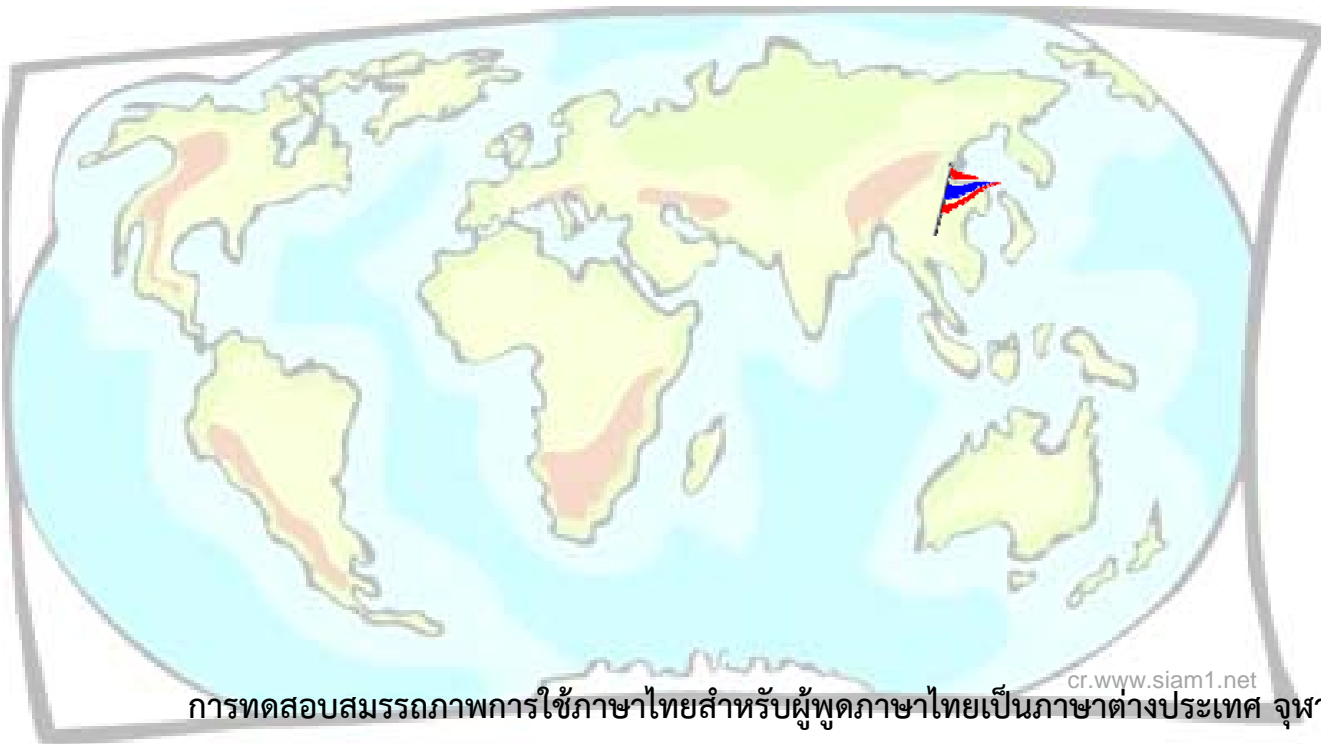 cr.www.siam1.net
การทดสอบสมรรถภาพการใช้ภาษาไทยสำหรับผู้พูดภาษาไทยเป็นภาษาต่างประเทศ จุฬา